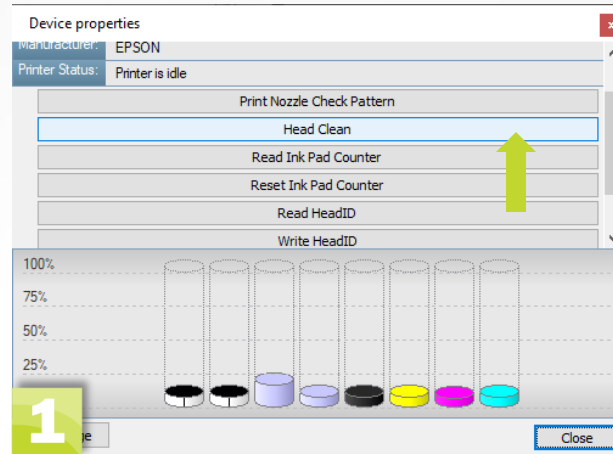 Device properties
Manufacturer: EPSON
Printer Status: Printer is idle
Print Nozzle Check Pattern
Head Clean
Read Ink Pad Counter
Reset Ink Pad Counter
Read HeadID
Write HeadID
100%
75%
50%
25%
1
Close